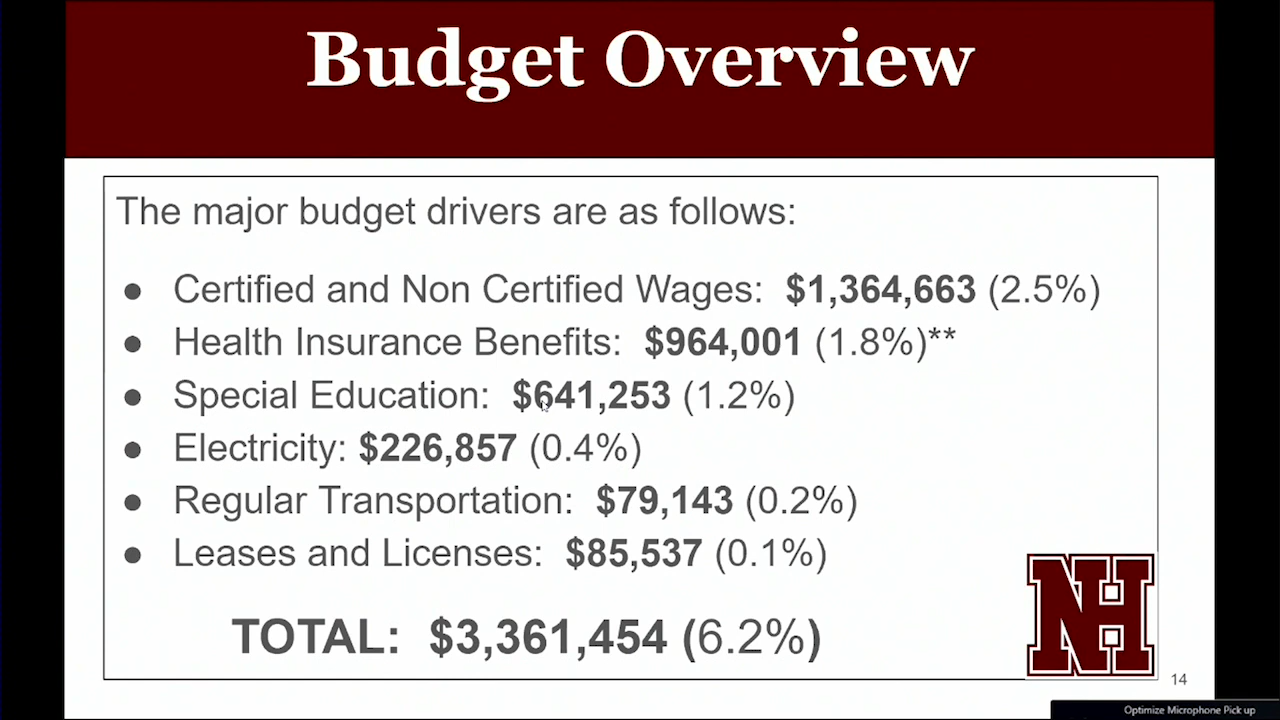 Budget Overview
The major budget drivers are as follows:
● Certified and Non Certified Wages: $1,364,663 (2.5%)
● Health Insurance Benefits: $964,001 (1.8%)**
● Special Education: $641,253 (1.2%)
● Electricity: $226,857 (0.4%)
● Regular Transportation: $79,143 (0.2%)
● Leases and Licenses: $85,537 (0.1%)
TOTAL: $3,361,454 (6.2%)
NH
14
Optimize Microphone Pick up